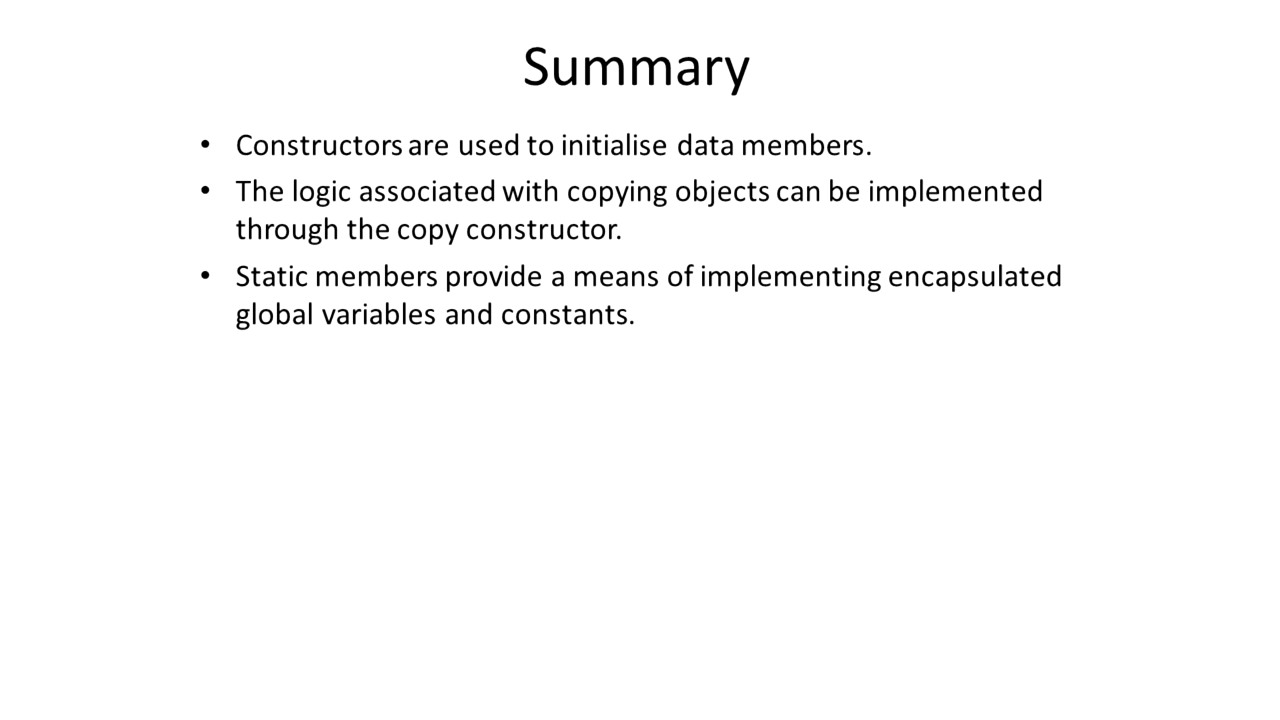 Summary
• Constructors are used to initialise data members.
• The logic associated with copying objects can be implemented
through the copy constructor.
• Static members provide a means of implementing encapsulated
global variables and constants.